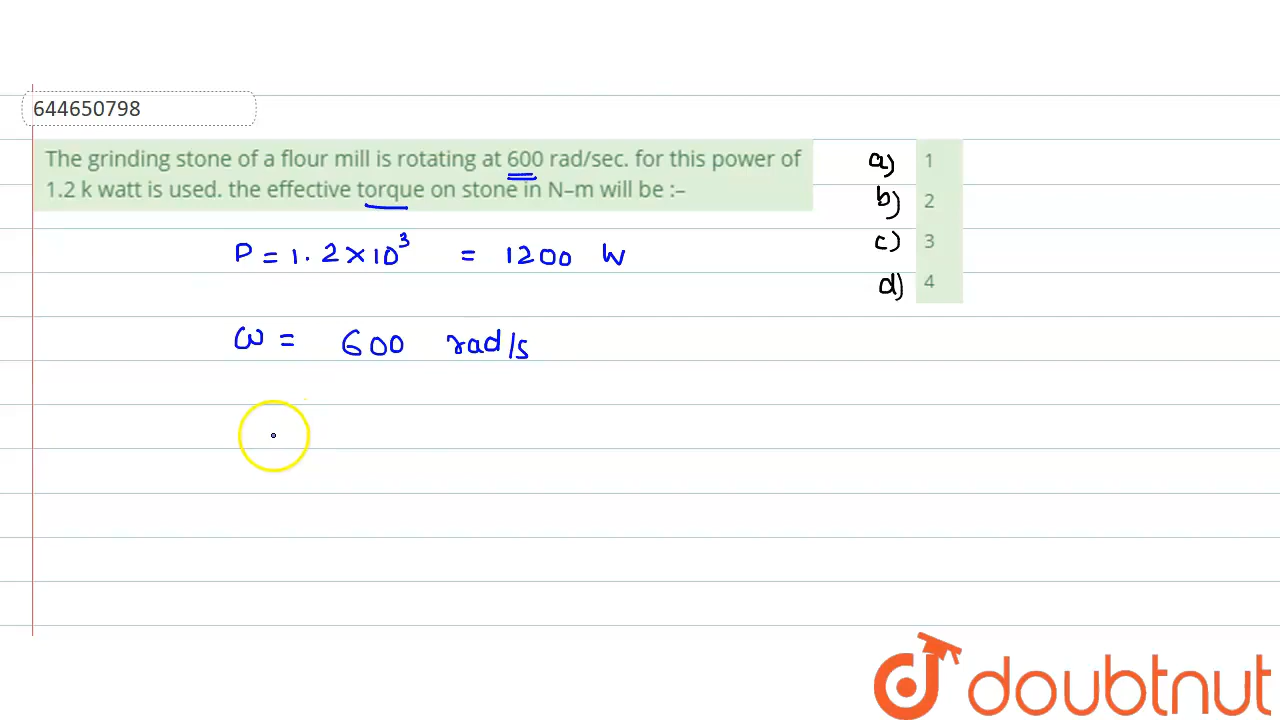 644650798
The grinding stone of a flour mill is rotating at 600 rad/sec. for this power of
1.2 k watt is used. the effective torque on stone in N–m will be :–
a) 1
b) 2
c) 3
d) 4
P = 1.2 × 10³ = 1200 W
ω = 600 rad/s
doubtnut